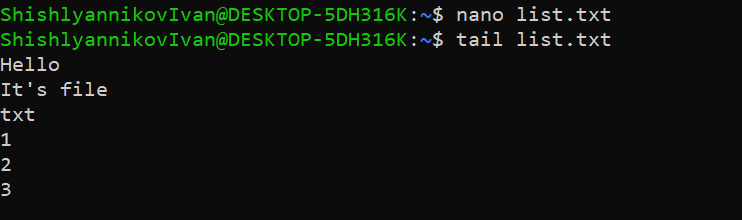 ShishlyannikovIvan@DESKTOP-5DH316K:~$ nano list.txt
ShishlyannikovIvan@DESKTOP-5DH316K:~$ tail list.txt
Hello
It's file
txt
1
2
3